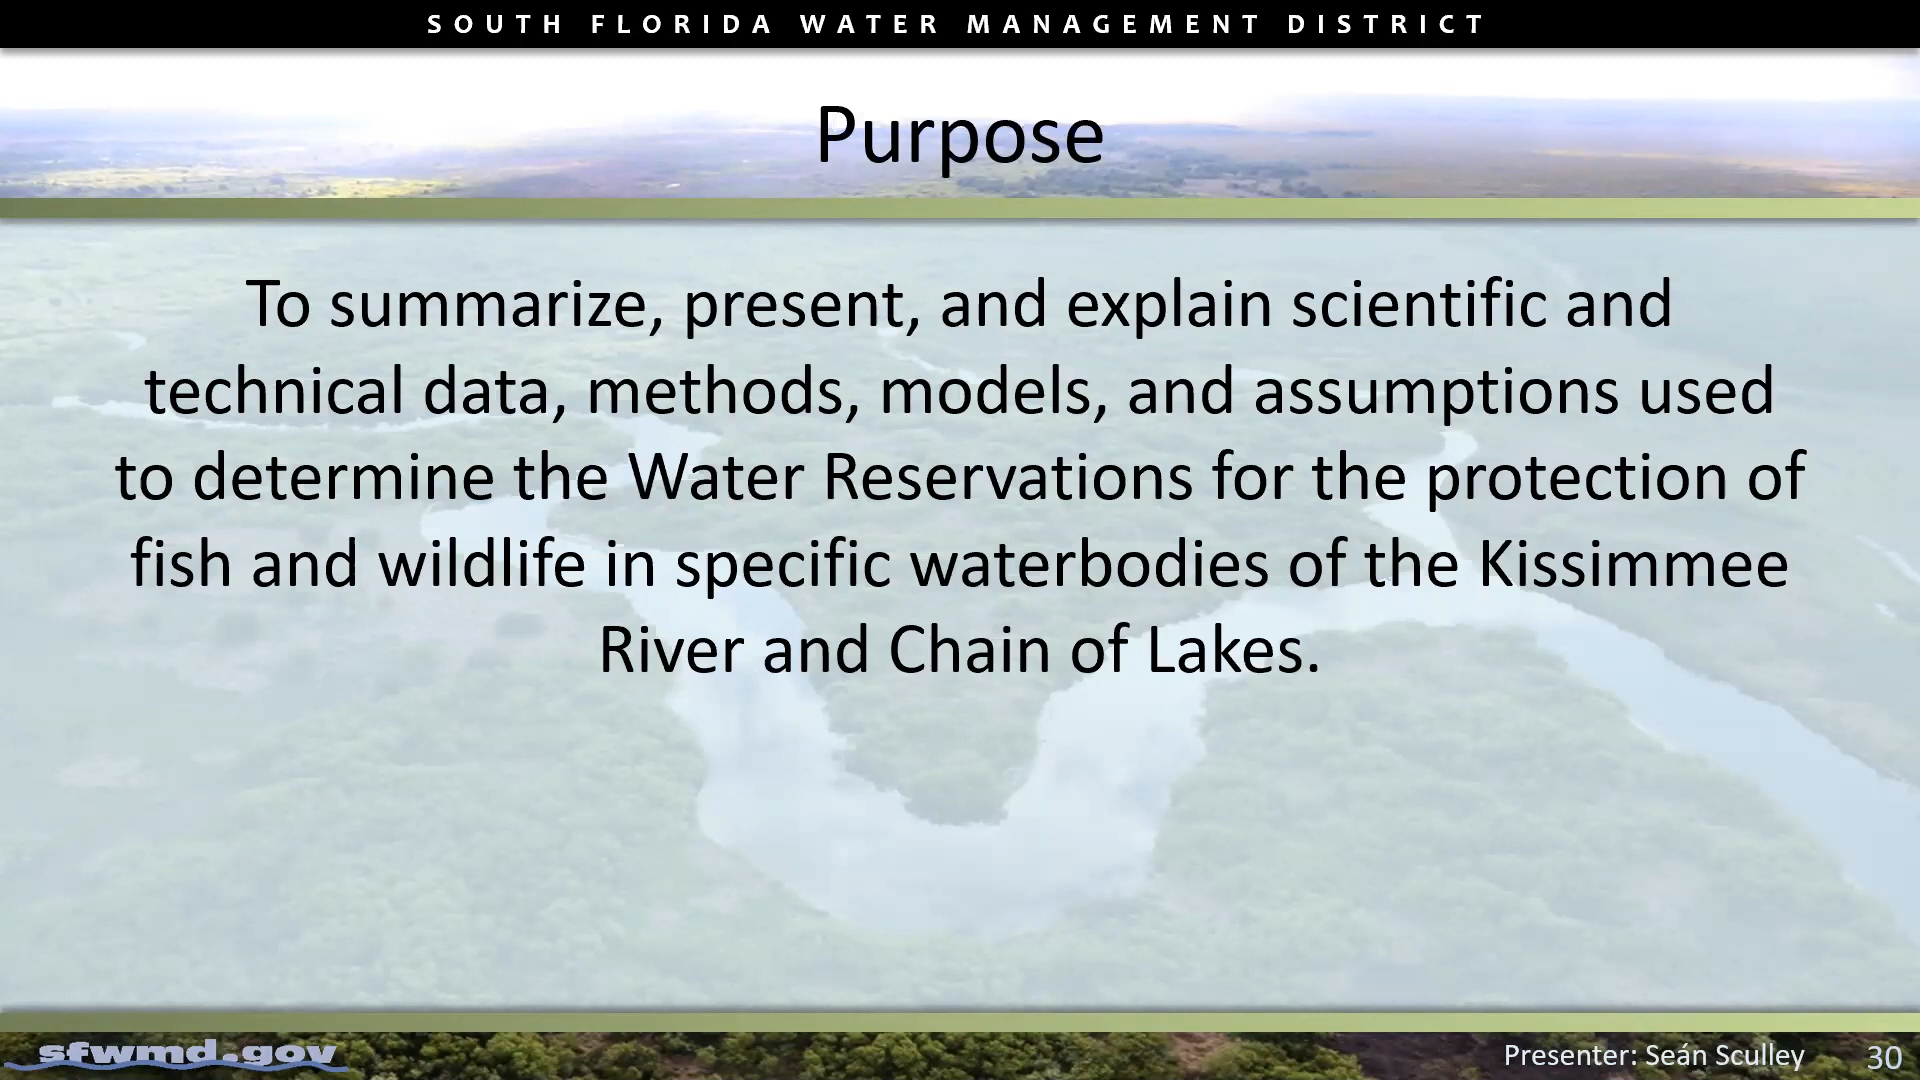 SOUTH FLORIDA WATER MANAGEMENT DISTRICT
Purpose
To summarize, present, and explain scientific and
technical data, methods, models, and assumptions used
to determine the Water Reservations for the protection of
fish and wildlife in specific waterbodies of the Kissimmee
River and Chain of Lakes.
sfwmd.gov
Presenter: Seán Sculley
30